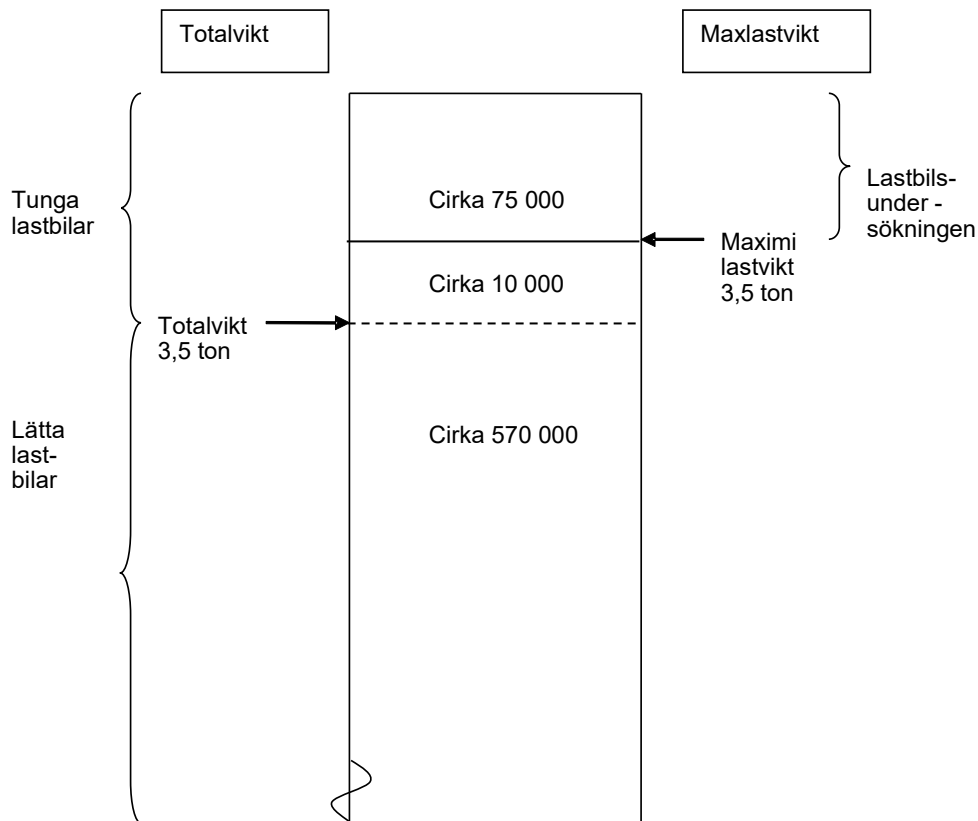 Totalvikt
Maxlastvikt
Tunga
lastbilar
Cirka 75 000
Lastbils-
under -
sökningen
Maximi
lastvikt
3,5 ton
Cirka 10 000
Totalvikt
3,5 ton
Lätta
last-
bilar
Cirka 570 000